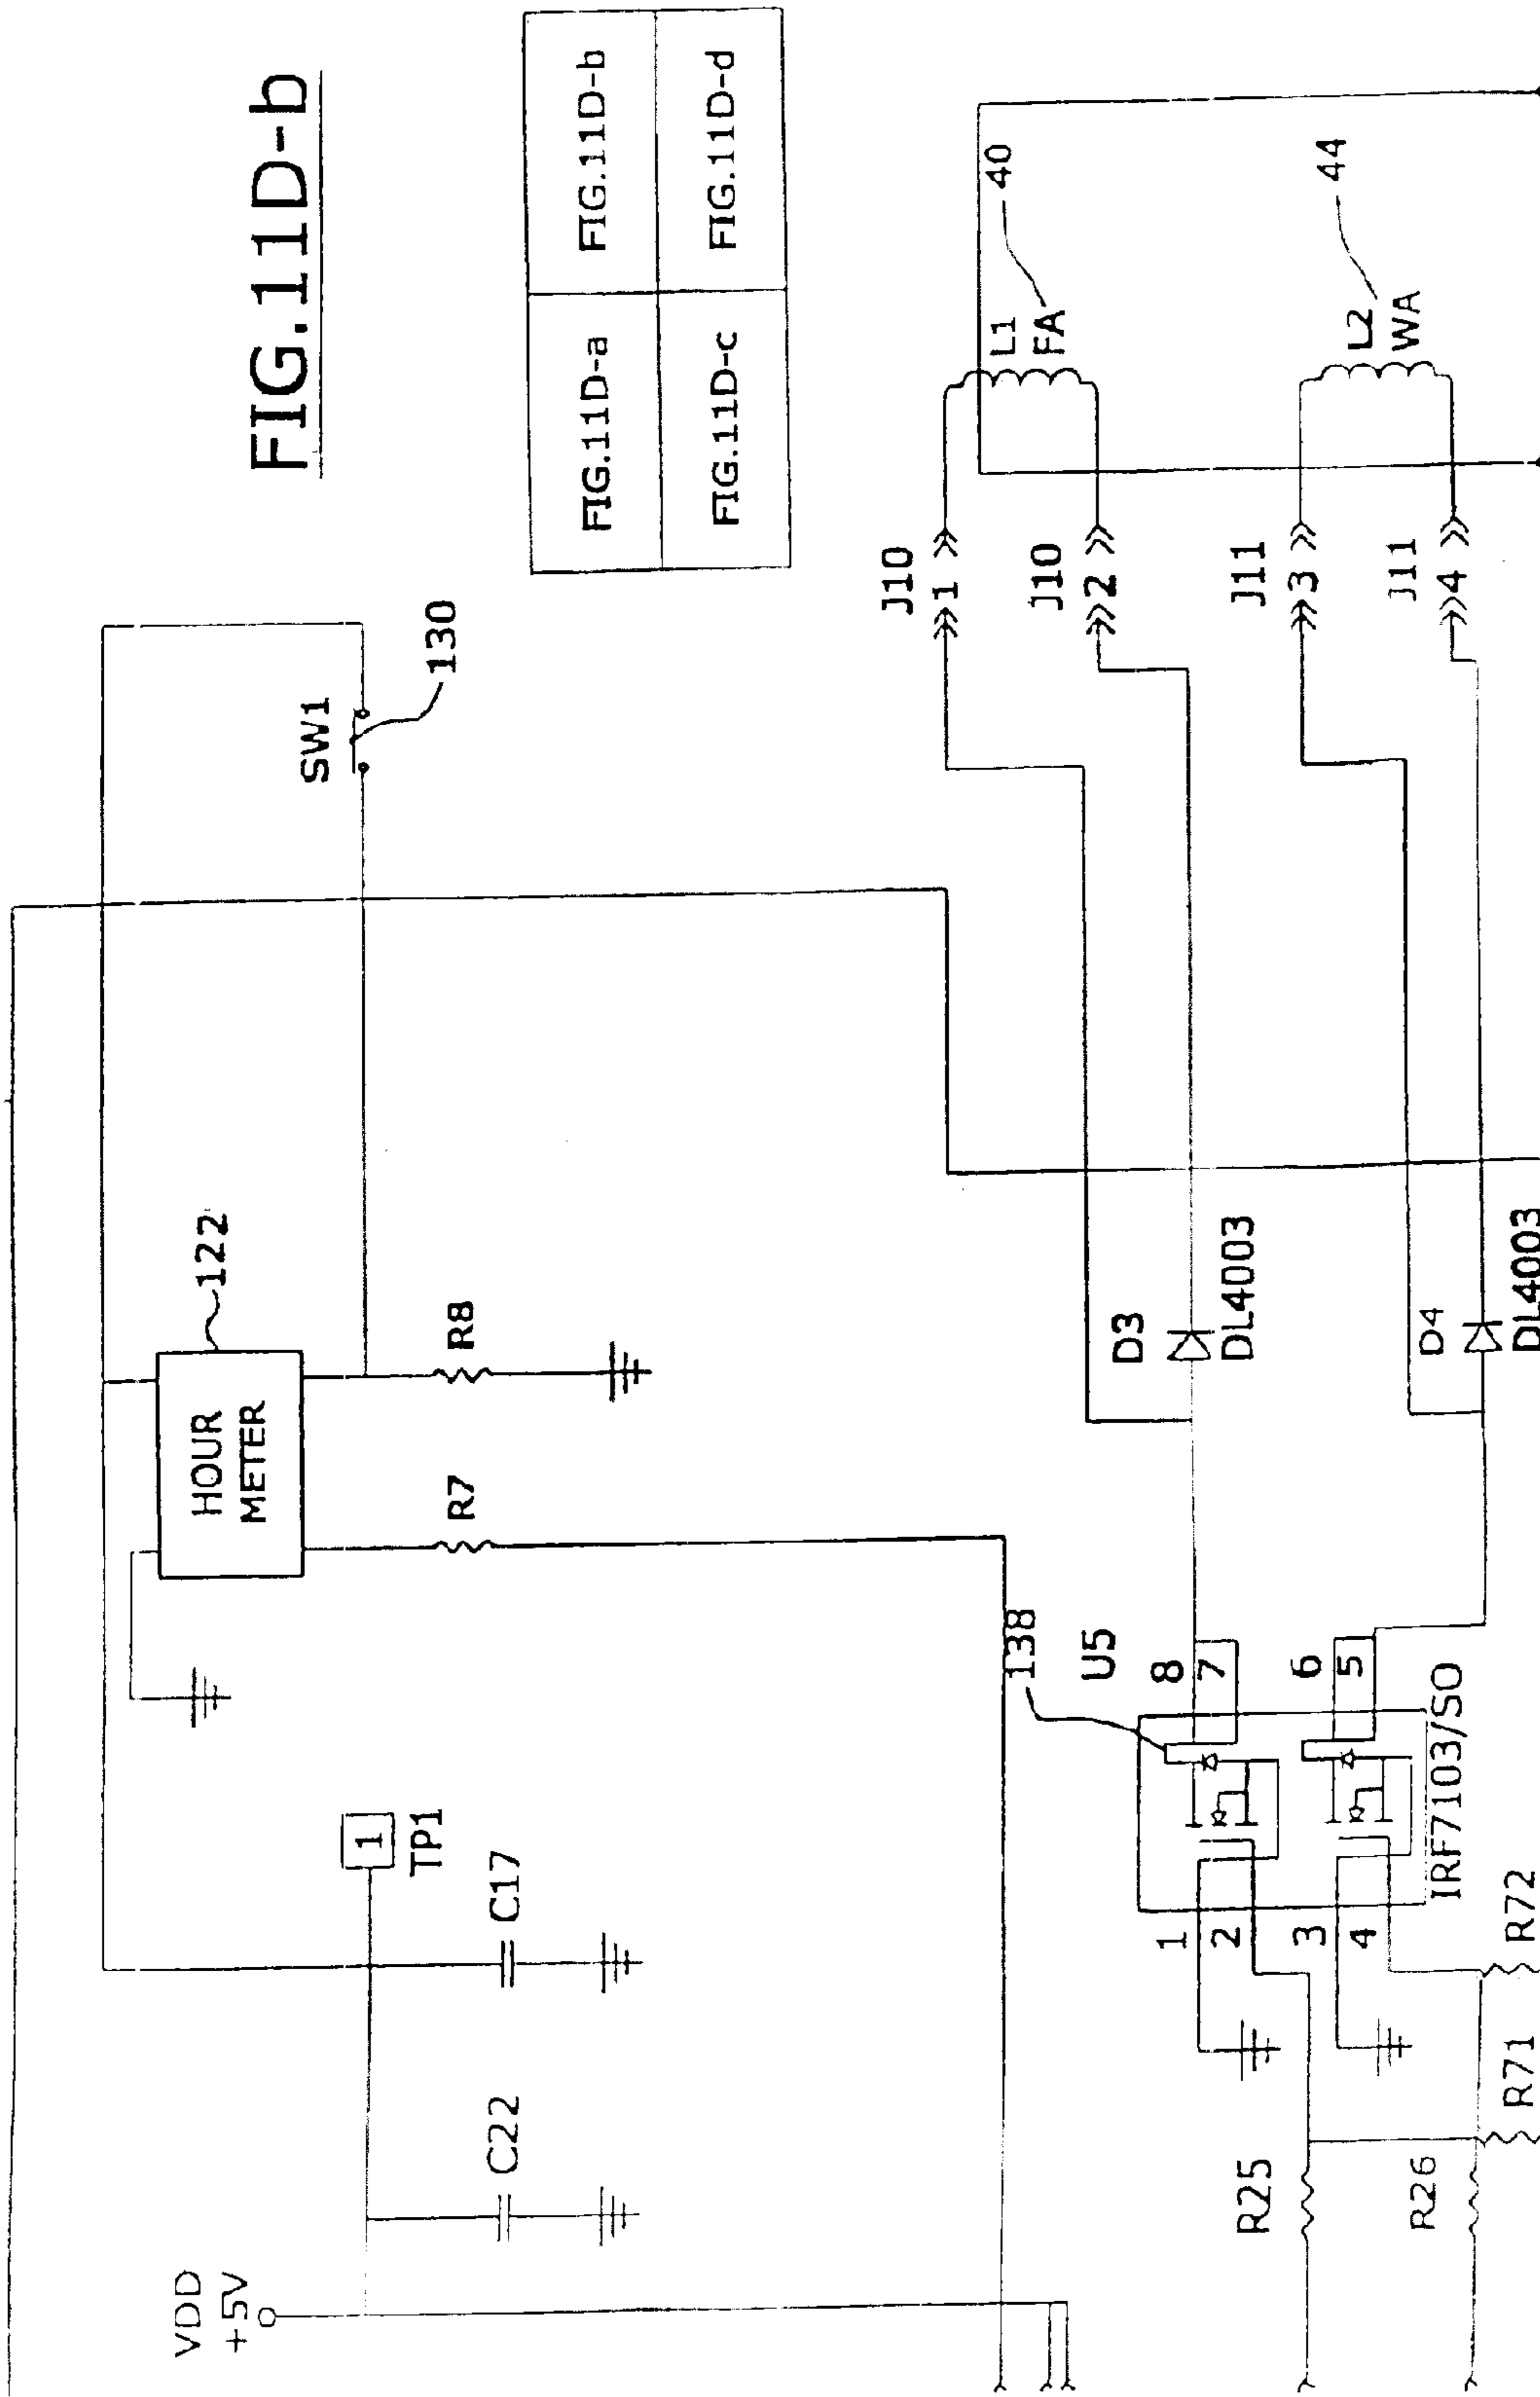 FIG.11D-b
FIG.11D-a
FIG.11D-b
FIG.11D-c
FIG.11D-d
VDD
+5V
C22
C17
1
TP1
HOUR
METER
122
R7
R8
SW1
130
138
U5
1
2
3
4
8
7
6
5
IRF7103/SO
R25
R26
R71
R72
D3
DL4003
D4
DL4003
J10
1
J10
2
J11
3
J11
4
L1
FA
40
L2
WA
44